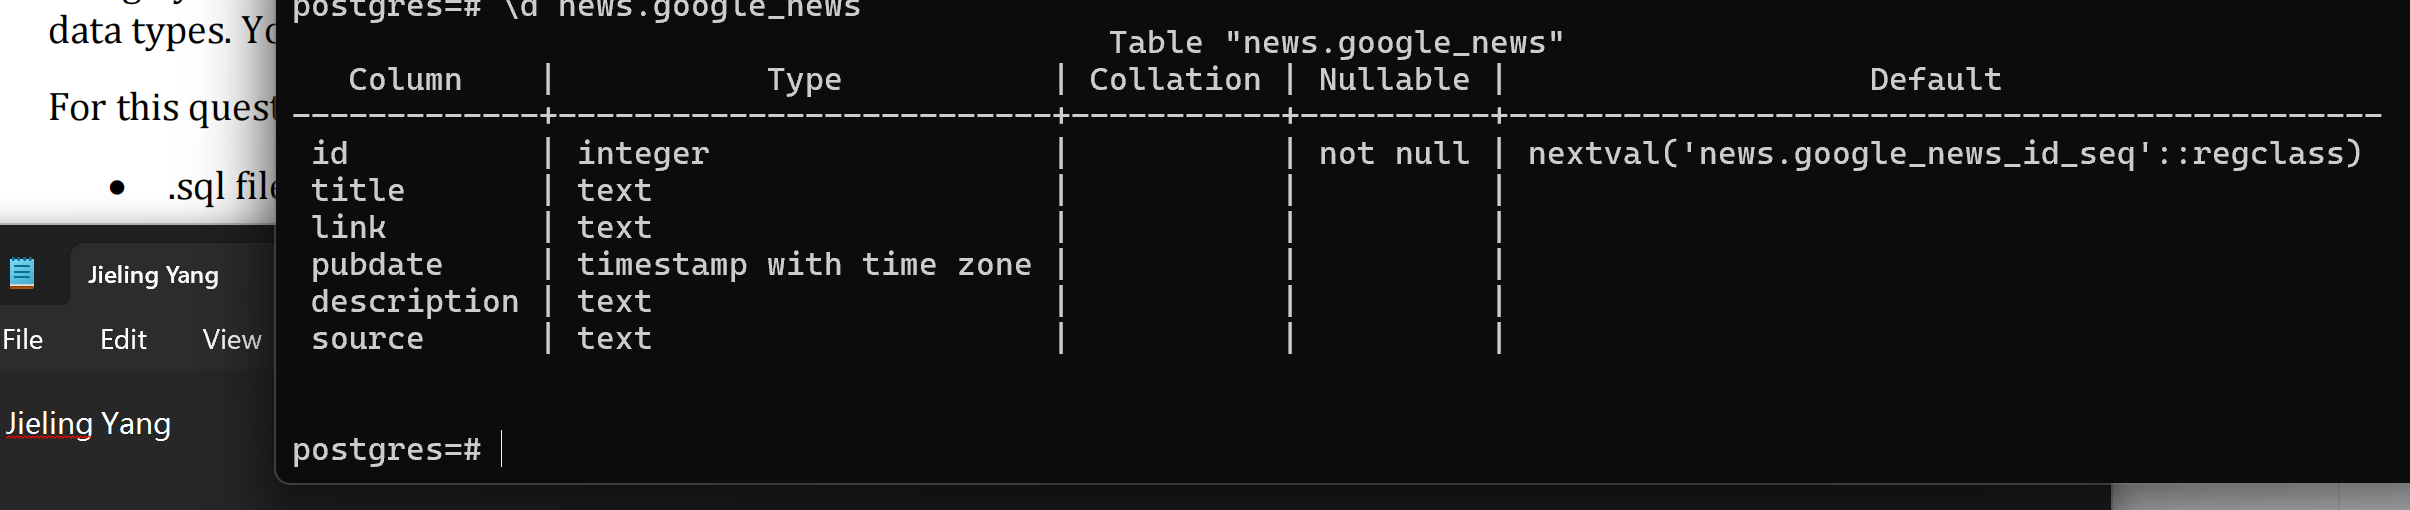 data types. Yo
For this quest
• .sql file
Jieling Yang
File Edit View
Jieling Yang
postgres=# \d news.google_news
Table "news.google_news"
Column | Type | Collation | Nullable | Default
-------------+--------------------------+-----------+----------+----------------------------------------------
id | integer | | not null | nextval('news.google_news_id_seq'::regclass)
title | text | | |
link | text | | |
pubdate | timestamp with time zone | | |
description | text | | |
source | text | | |
postgres=#